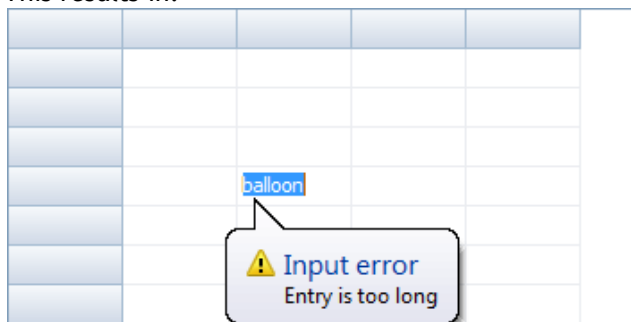 This results in:
balloon
Input error
Entry is too long